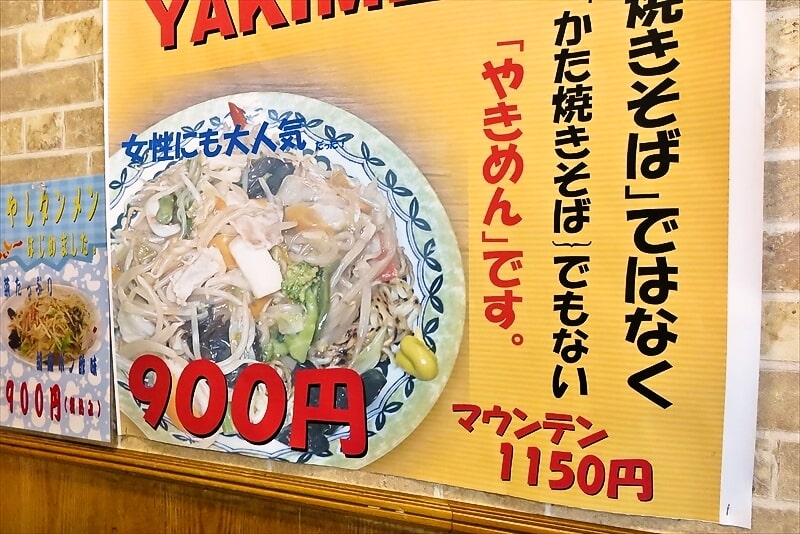 YAKIM
焼きそば」ではなく
「かた焼きそば」でもない
「やきめん」です。
女性にも大人気
900円
マウンテン
1150円
やしタンメン
はじめました。
900円